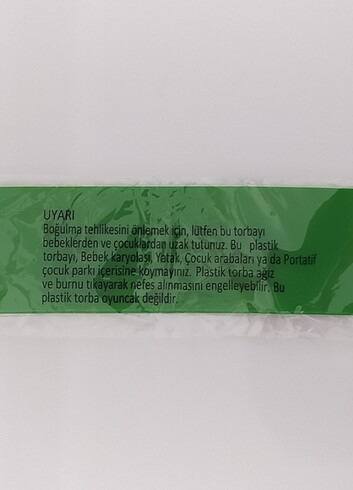 UYARI
Boğulma tehlikesini önlemek için, lütfen bu torbayı
bebeklerden ve çocuklardan uzak tutunuz. Bu plastik
torbayı, Bebek karyolası, Yatak, Çocuk arabaları ya da Portatif
çocuk parkı içerisine koymayınız. Plastik torba ağız
ve burnu tıkayarak nefes alınmasını engelleyebilir. Bu
plastik torba oyuncak değildir.